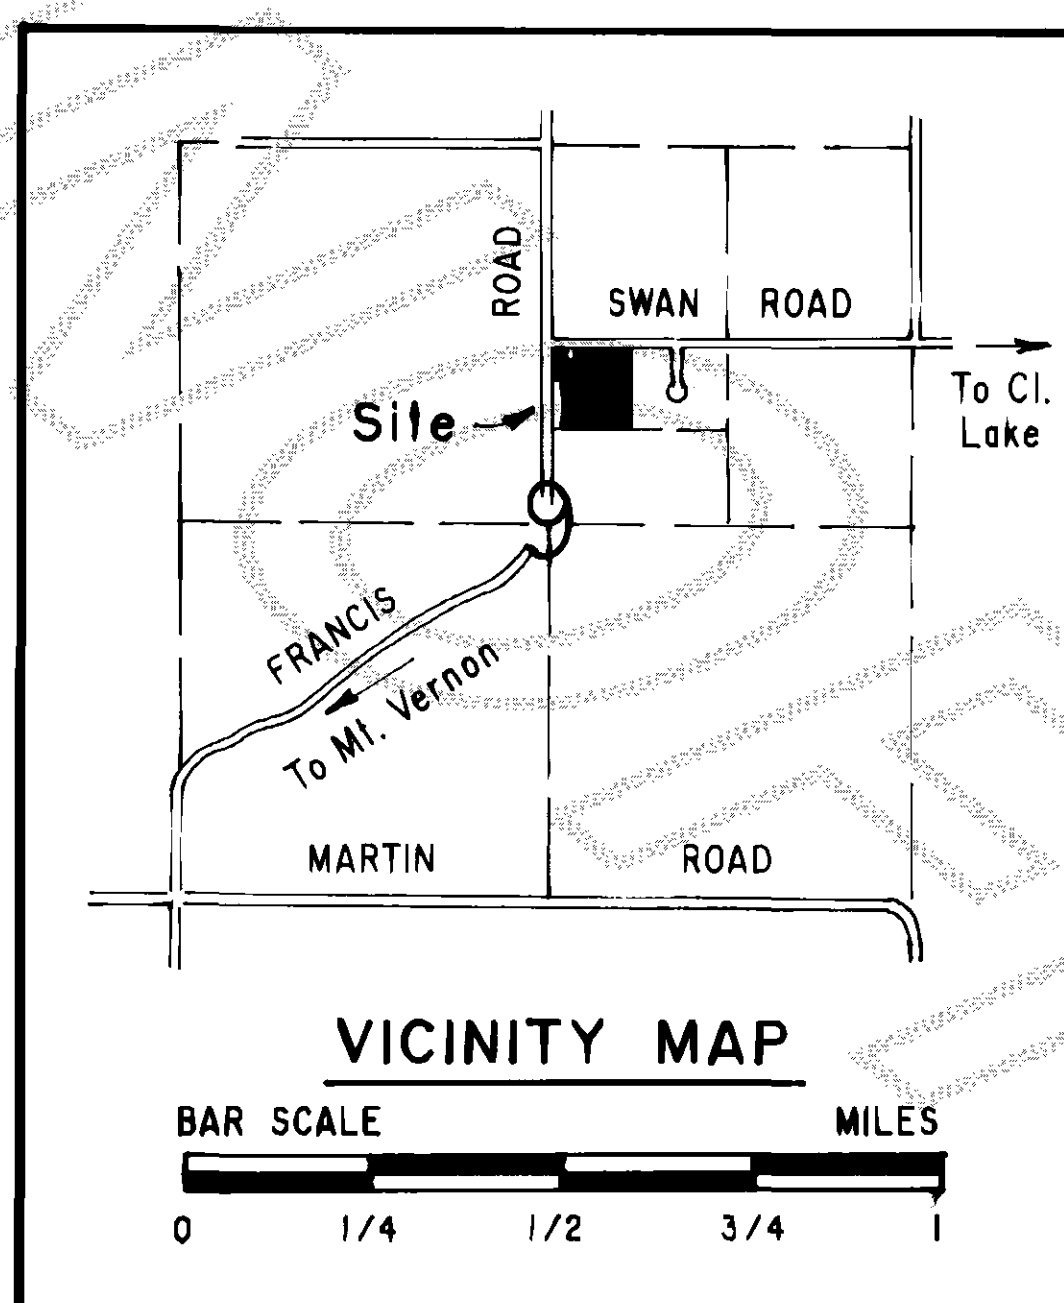 ROAD
SWAN ROAD
To Cl.
Lake
Site
FRANCIS
To Mt. Vernon
MARTIN ROAD
VICINITY MAP
BAR SCALE MILES
0 1/4 1/2 3/4 1